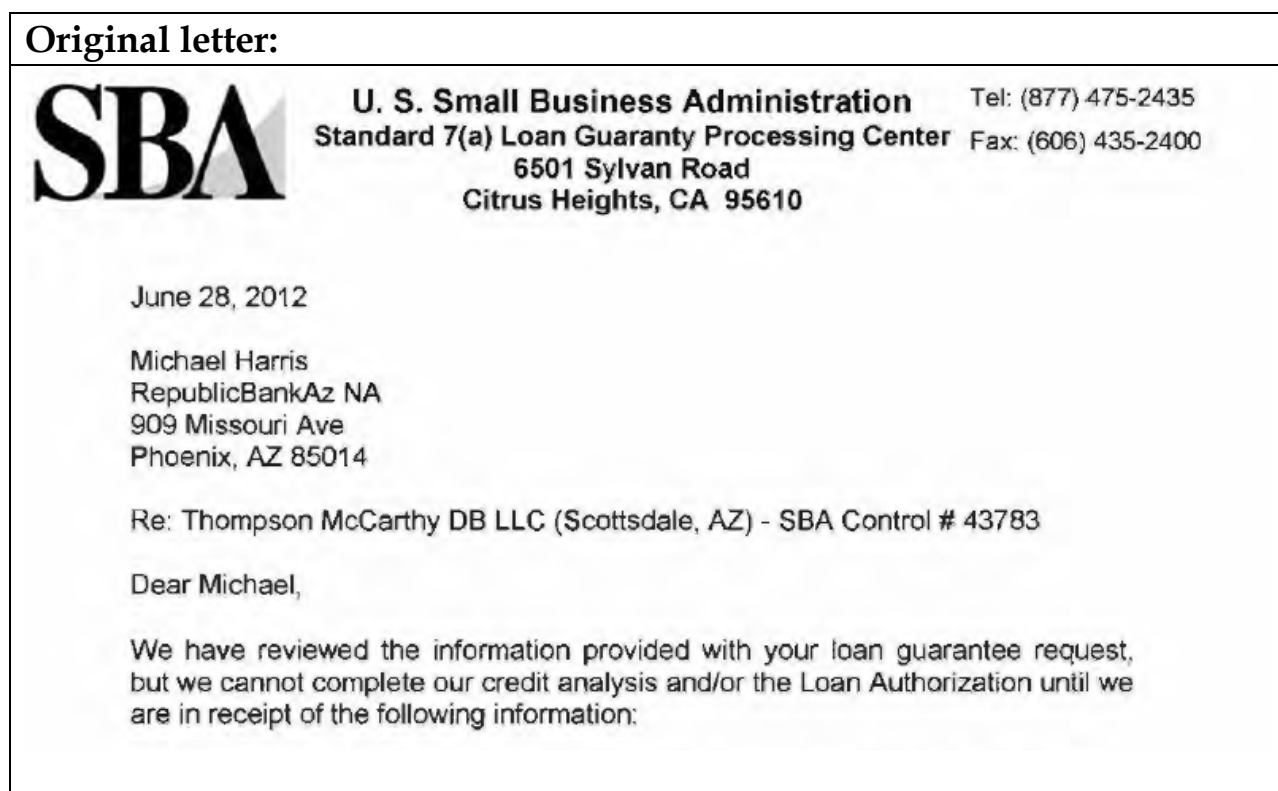 Original letter:
SBA
U. S. Small Business Administration
Standard 7(a) Loan Guaranty Processing Center
6501 Sylvan Road
Citrus Heights, CA 95610
Tel: (877) 475-2435
Fax: (606) 435-2400
June 28, 2012
Michael Harris
RepublicBankAz NA
909 Missouri Ave
Phoenix, AZ 85014
Re: Thompson McCarthy DB LLC (Scottsdale, AZ) - SBA Control # 43783
Dear Michael,
We have reviewed the information provided with your loan guarantee request,
but we cannot complete our credit analysis and/or the Loan Authorization until we
are in receipt of the following information: